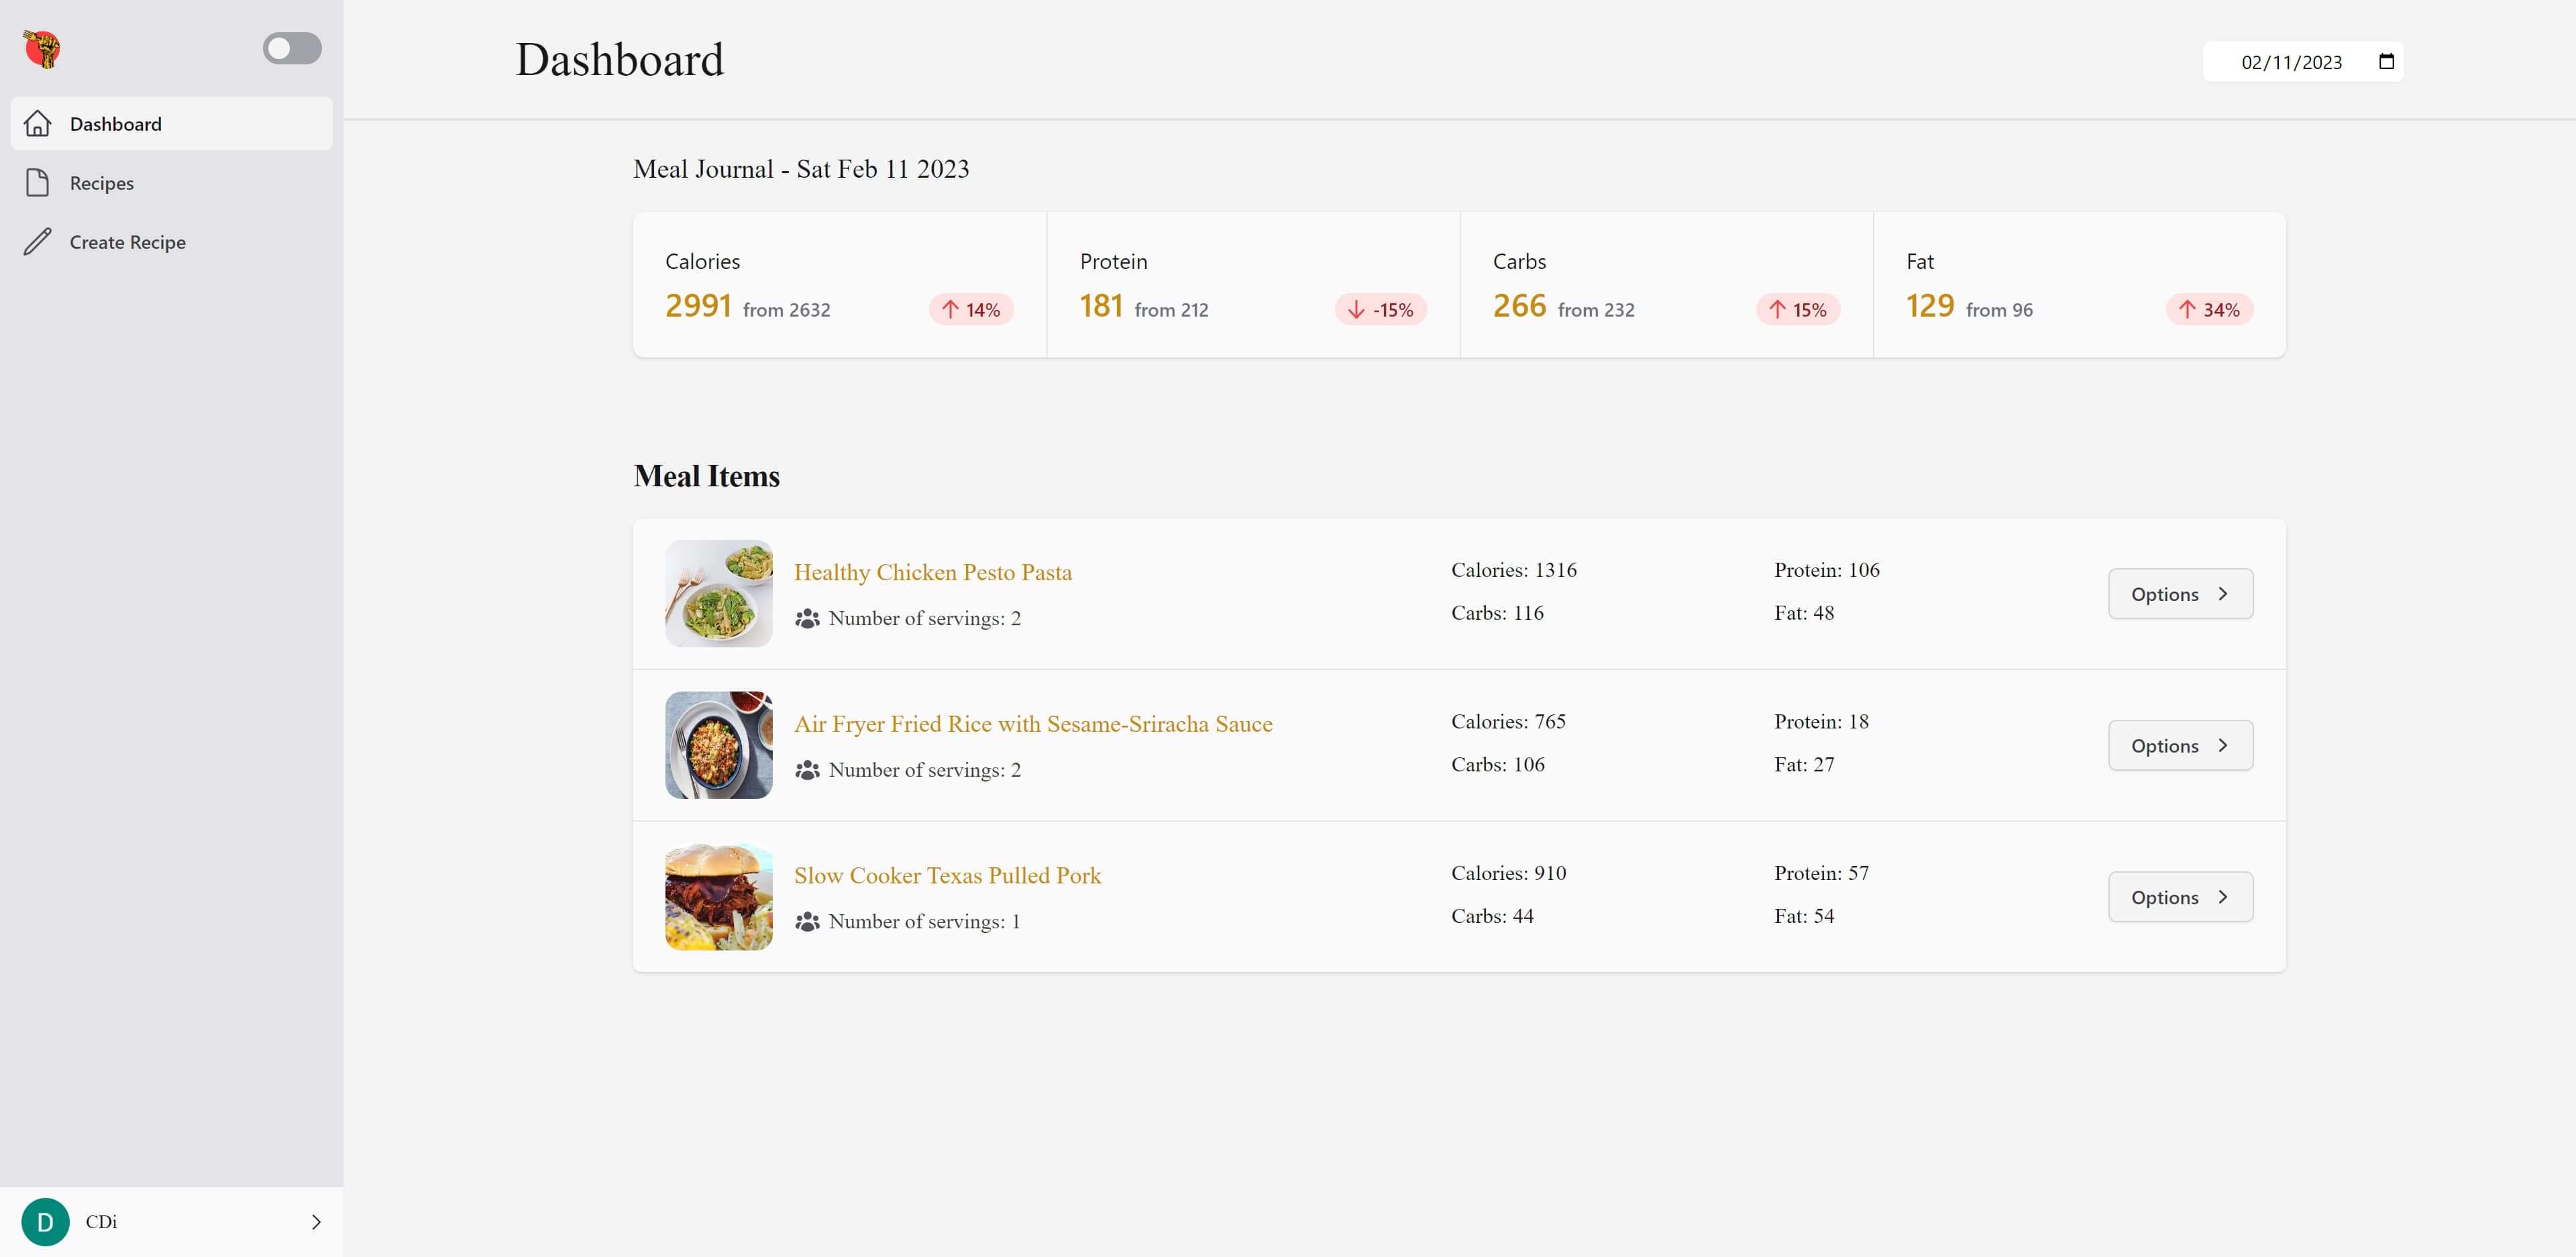 Dashboard
Recipes
Create Recipe
D CDi
Dashboard
02/11/2023
Meal Journal - Sat Feb 11 2023
Calories
2991 from 2632 14%
Protein
181 from 212 -15%
Carbs
266 from 232 15%
Fat
129 from 96 34%
Meal Items
Healthy Chicken Pesto Pasta
Number of servings: 2
Calories: 1316
Carbs: 116
Protein: 106
Fat: 48
Options
Air Fryer Fried Rice with Sesame-Sriracha Sauce
Number of servings: 2
Calories: 765
Carbs: 106
Protein: 18
Fat: 27
Options
Slow Cooker Texas Pulled Pork
Number of servings: 1
Calories: 910
Carbs: 44
Protein: 57
Fat: 54
Options